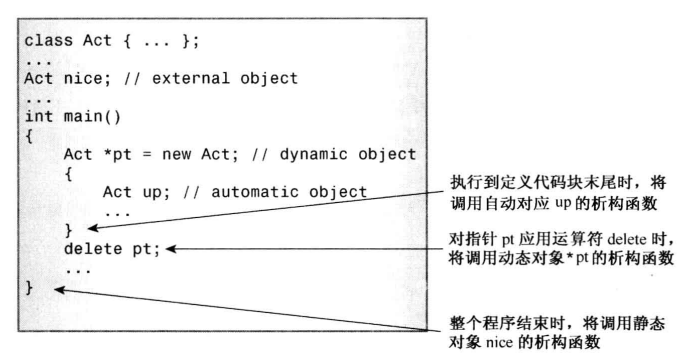 class Act { ... };
...
Act nice; // external object
...
int main()
{
Act *pt = new Act; // dynamic object
{
Act up; // automatic object
...
}
delete pt;
...
}
执行到定义代码块末尾时，将
调用自动对应 up 的析构函数
对指针 pt 应用运算符 delete 时，
将调用动态对象*pt的析构函数
整个程序结束时，将调用静态
对象 nice 的析构函数